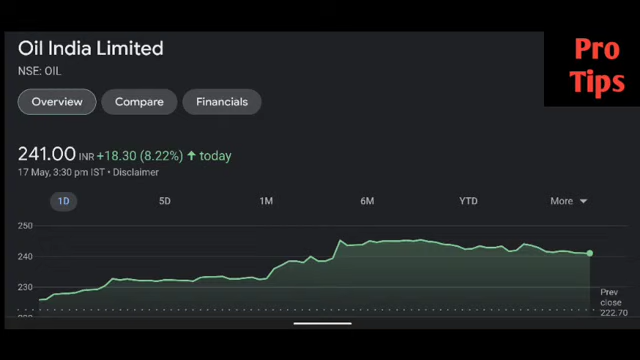 Oil India Limited
NSE: OIL
Pro
Tips
Overview
Compare
Financials
241.00 INR +18.30 (8.22%) ↑ today
17 May, 3:30 pm IST • Disclaimer
1D
5D
1M
6M
YTD
More
250
240
230
Prev
close
222.70